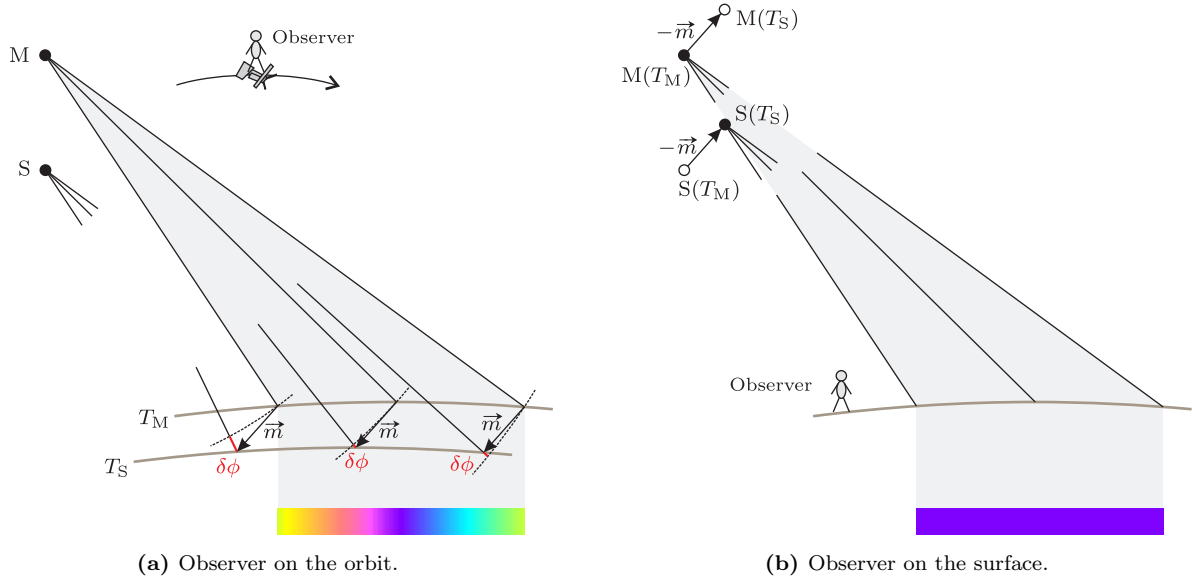 M
Observer
S
T_M
m⃗
m⃗
m⃗
T_S
δϕ
δϕ
δϕ
(a) Observer on the orbit.
M(T_S)
−m⃗
M(T_M)
S(T_S)
−m⃗
S(T_M)
Observer
(b) Observer on the surface.